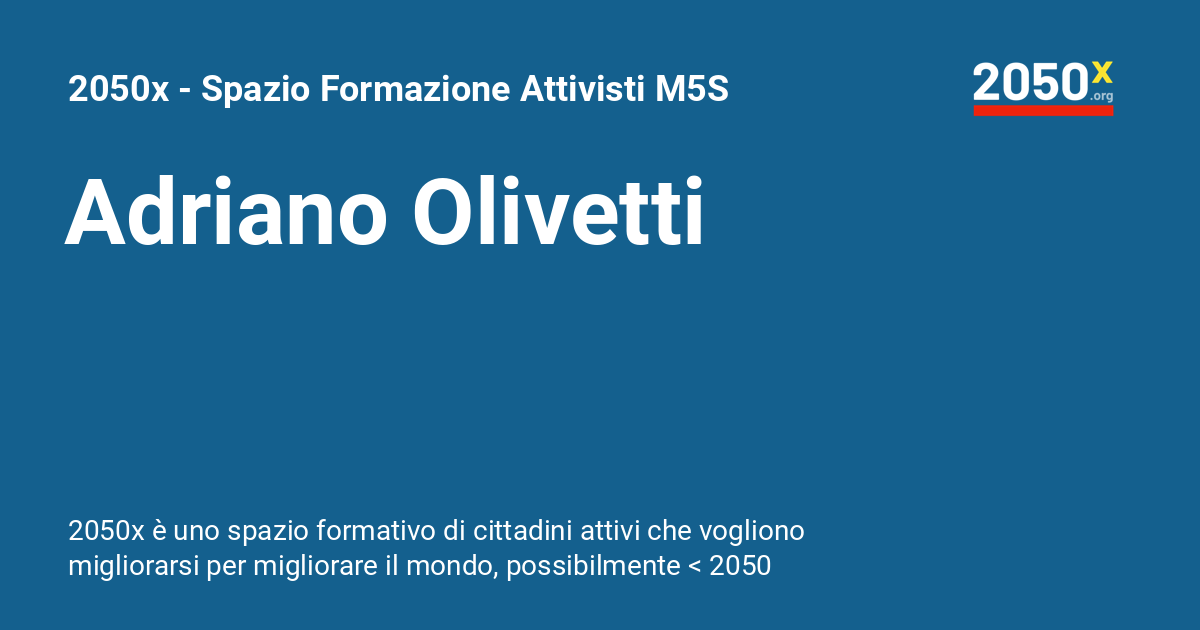 2050x - Spazio Formazione Attivisti M5S
2050x
.org
Adriano Olivetti
2050x è uno spazio formativo di cittadini attivi che vogliono
migliorarsi per migliorare il mondo, possibilmente < 2050